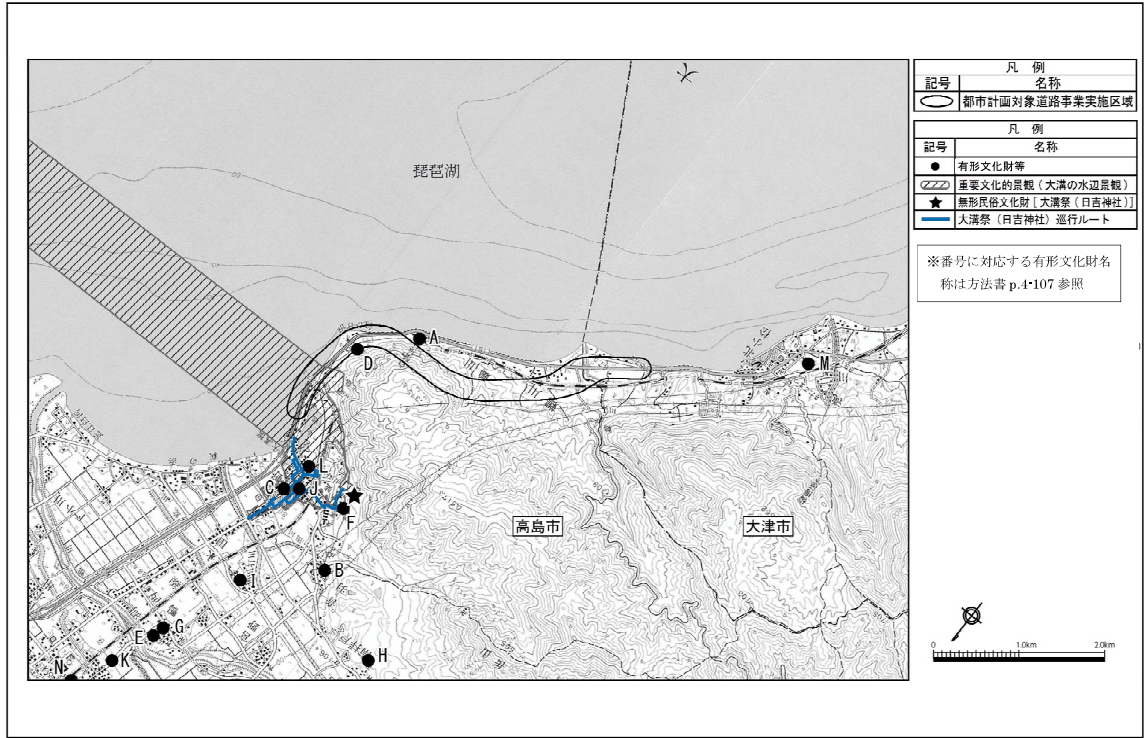 琵琶湖
A
D
M
L
C
J
F
高島市
大津市
B
I
G
E
K
H
N
凡 例
記号
名称
都市計画対象道路事業実施区域
凡 例
記号
名称
有形文化財等
重要文化的景観（大溝の水辺景観）
無形民俗文化財[大溝祭（日吉神社）]
大溝祭（日吉神社）巡行ルート
※番号に対応する有形文化財名
称は方法書 p.4-107 参照
0 1.0km 2.0km